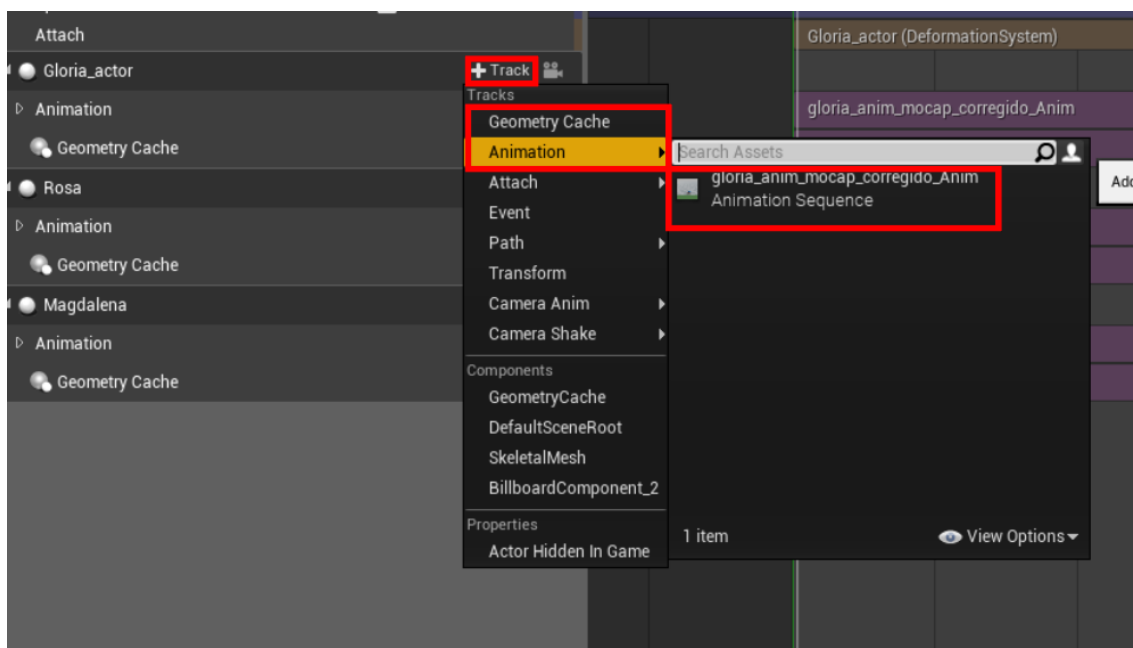 Attach
Gloria_actor (DeformationSystem)
Gloria_actor
+ Track
Animation
gloria_anim_mocap_corregido_Anim
Geometry Cache
Rosa
Animation
Geometry Cache
Magdalena
Animation
Geometry Cache
Tracks
Geometry Cache
Animation
Attach
Event
Path
Transform
Camera Anim
Camera Shake
Components
GeometryCache
DefaultSceneRoot
SkeletalMesh
BillboardComponent_2
Properties
Actor Hidden In Game
Search Assets
gloria_anim_mocap_corregido_Anim
Animation Sequence
1 item
View Options
Add